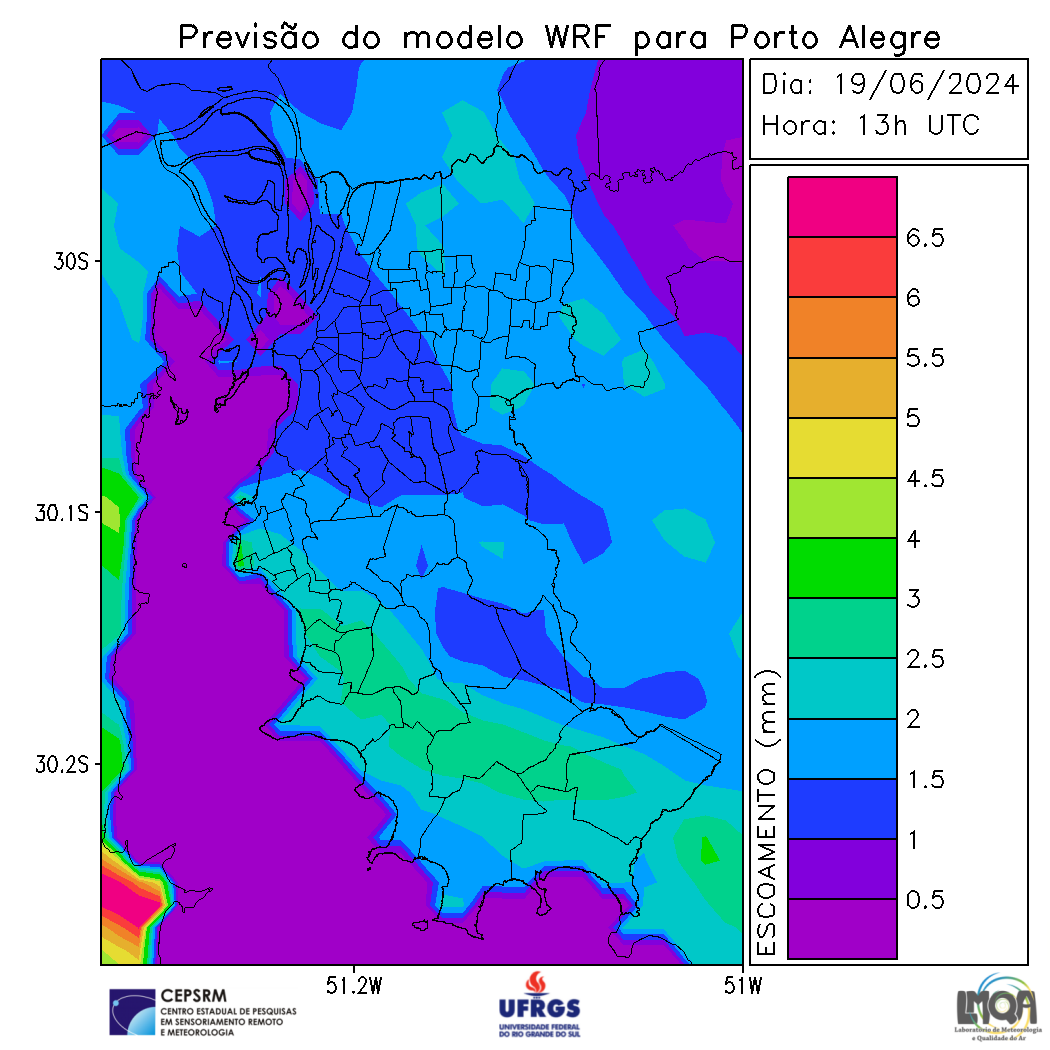 Previsão do modelo WRF para Porto Alegre
Dia: 19/06/2024
Hora: 13h UTC
30S
30.1S
30.2S
51.2W
51W
ESCOAMENTO (mm)
6.5
6
5.5
5
4.5
4
3
2.5
2
1.5
1
0.5
CEPSRM
CENTRO ESTADUAL DE PESQUISAS
EM SENSORIAMENTO REMOTO
E METEOROLOGIA
UFRGS
UNIVERSIDADE FEDERAL
DO RIO GRANDE DO SUL
LMQA
Laboratório de Meteorologia
e Qualidade do Ar